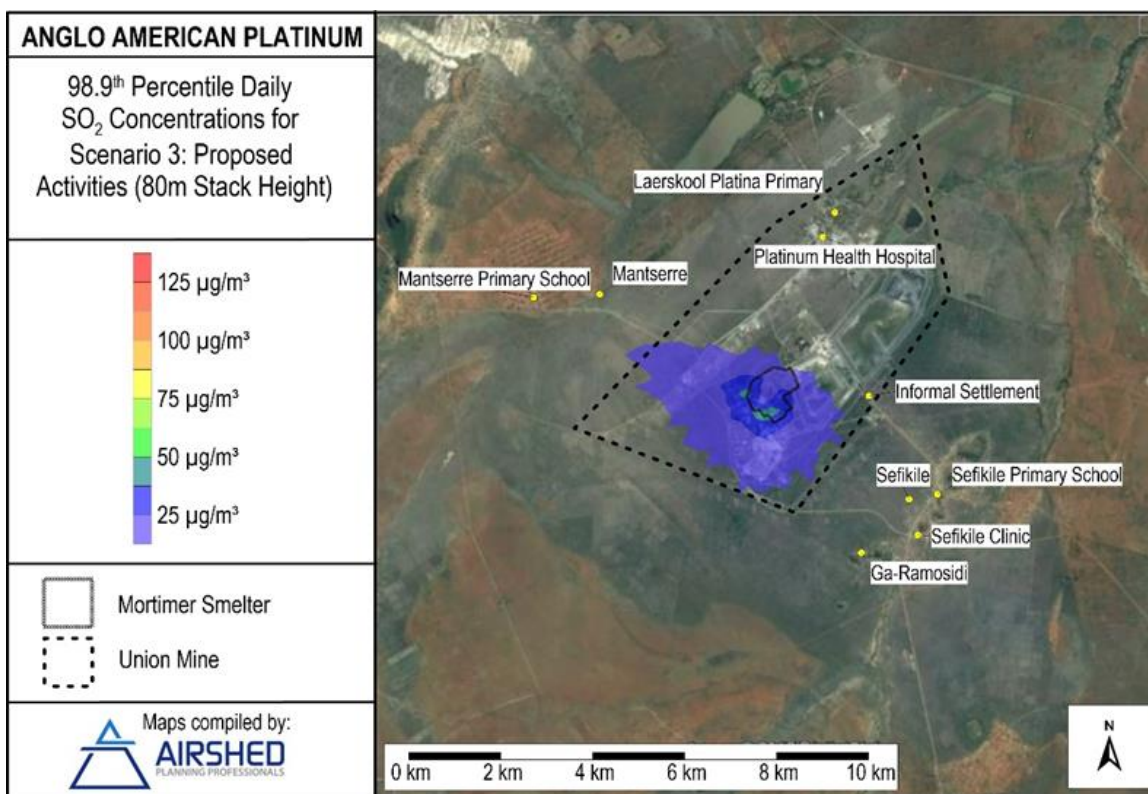 ANGLO AMERICAN PLATINUM
98.9th Percentile Daily
SO₂ Concentrations for
Scenario 3: Proposed
Activities (80m Stack Height)
125 µg/m³
100 µg/m³
75 µg/m³
50 µg/m³
25 µg/m³
Mortimer Smelter
Union Mine
Maps compiled by:
AIRSHED
PLANNING PROFESSIONALS
Laerskool Platina Primary
Platinum Health Hospital
Mantserre Primary School
Mantserre
Informal Settlement
Sefikile
Sefikile Primary School
Sefikile Clinic
Ga-Ramosidi
0 km 2 km 4 km 6 km 8 km 10 km
N